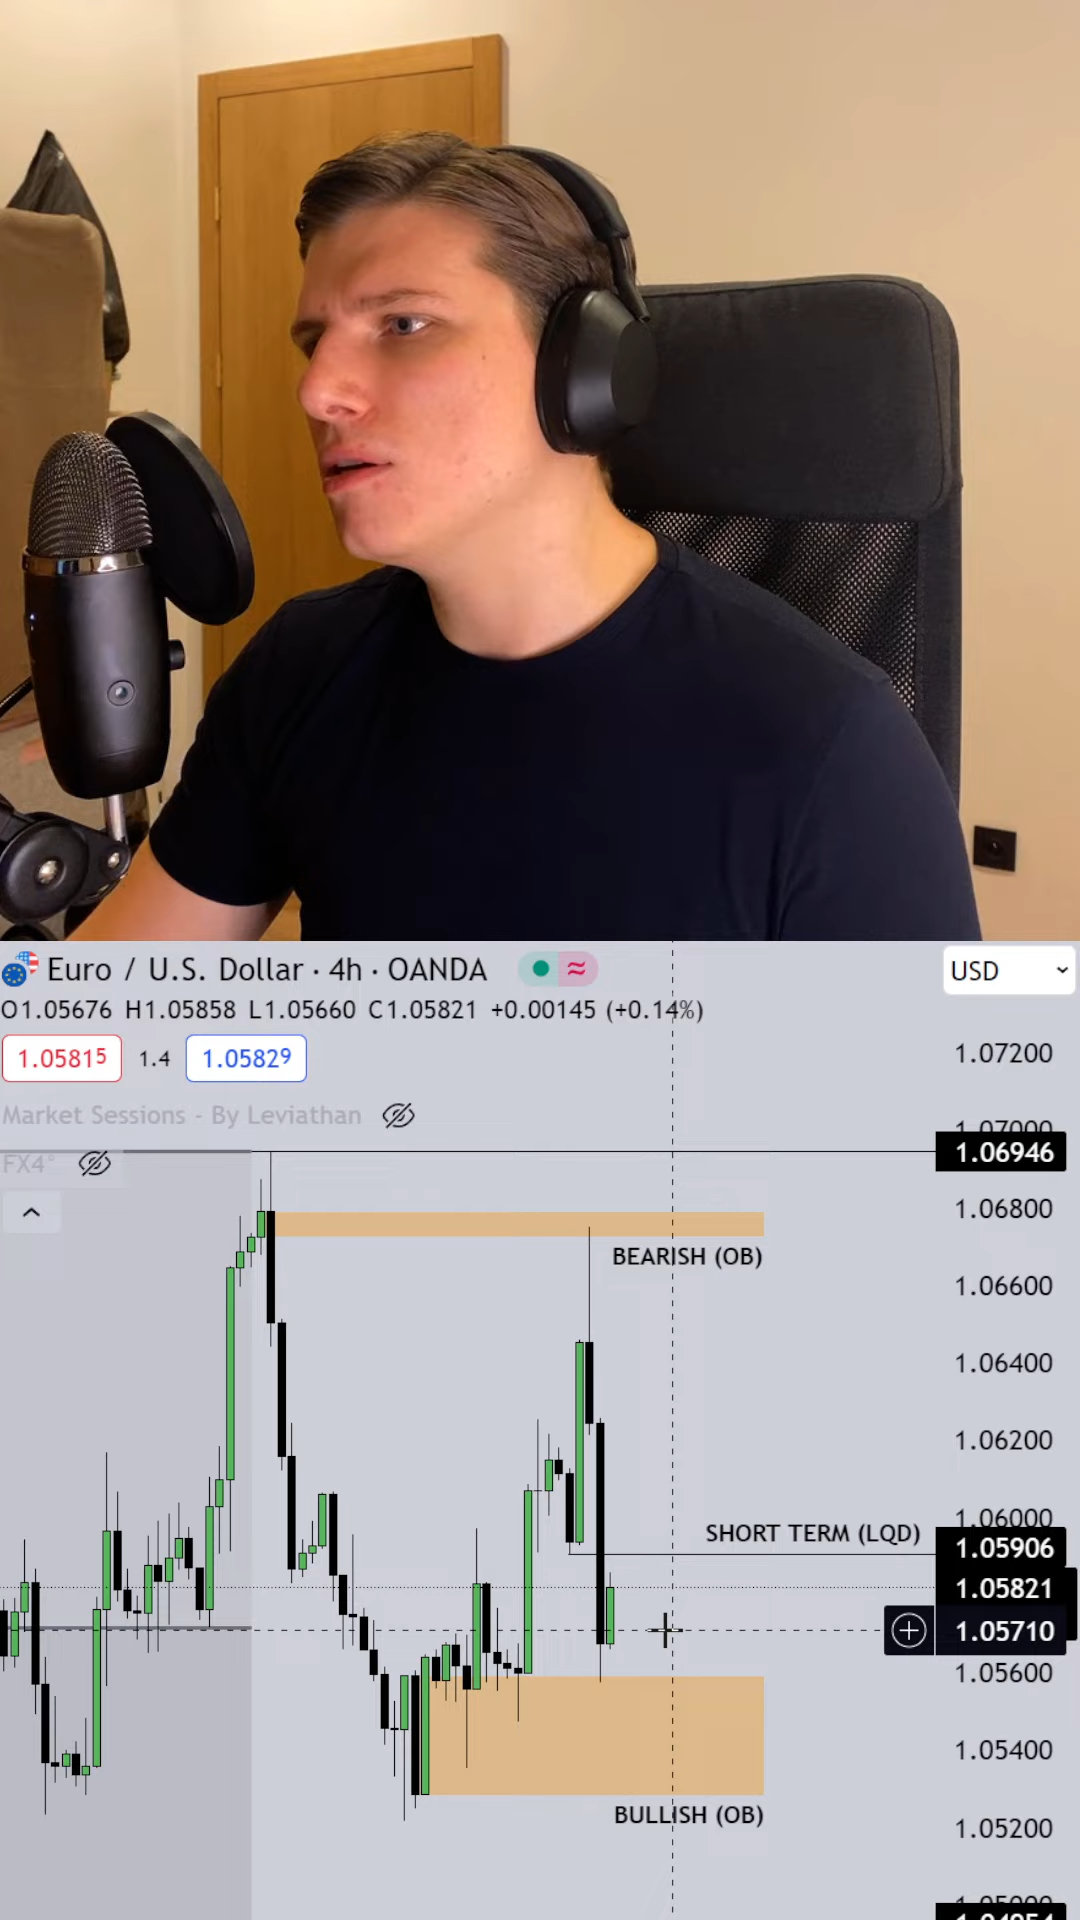 Euro / U.S. Dollar · 4h · OANDA
USD
O1.05676 H1.05858 L1.05660 C1.05821 +0.00145 (+0.14%)
1.05815 1.4 1.05829
1.07200
Market Sessions - By Leviathan
1.07000
FX4°
1.06946
1.06800
BEARISH (OB)
1.06600
1.06400
1.06200
1.06000
SHORT TERM (LQD)
1.05906
1.05821
1.05710
1.05600
1.05400
BULLISH (OB)
1.05200